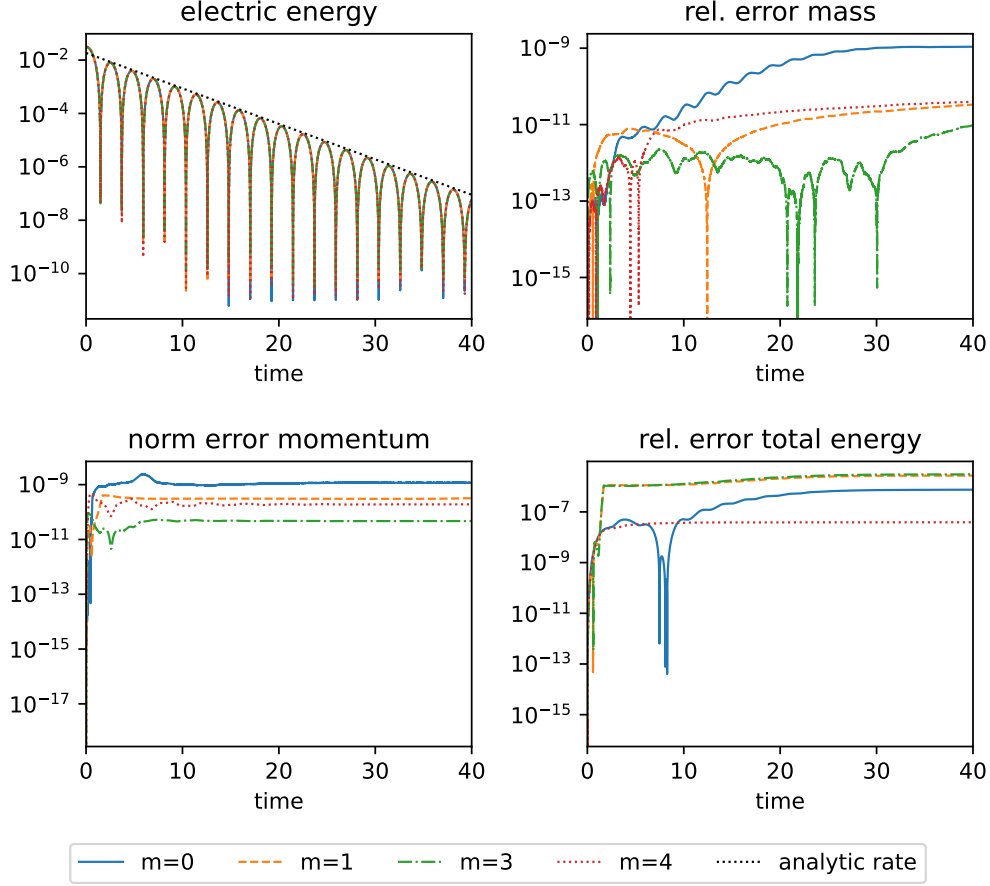 electric energy
10⁻²
10⁻⁴
10⁻⁶
10⁻⁸
10⁻¹⁰
0 10 20 30 40
time
rel. error mass
10⁻⁹
10⁻¹¹
10⁻¹³
10⁻¹⁵
0 10 20 30 40
time
norm error momentum
10⁻⁹
10⁻¹¹
10⁻¹³
10⁻¹⁵
10⁻¹⁷
0 10 20 30 40
time
rel. error total energy
10⁻⁷
10⁻⁹
10⁻¹¹
10⁻¹³
10⁻¹⁵
0 10 20 30 40
time
m=0 m=1 m=3 m=4 analytic rate